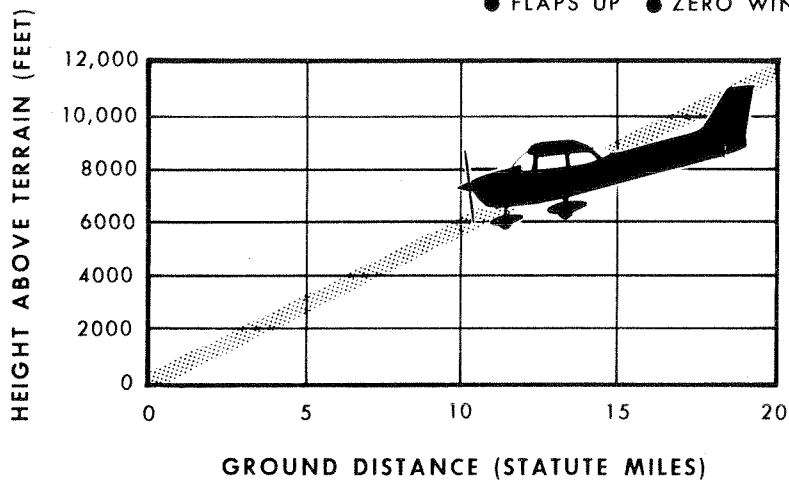 ● FLAPS UP ● ZERO
HEIGHT ABOVE TERRAIN (FEET)
12,000
10,000
8000
6000
4000
2000
0
0 5 10 15 20
GROUND DISTANCE (STATUTE MILES)